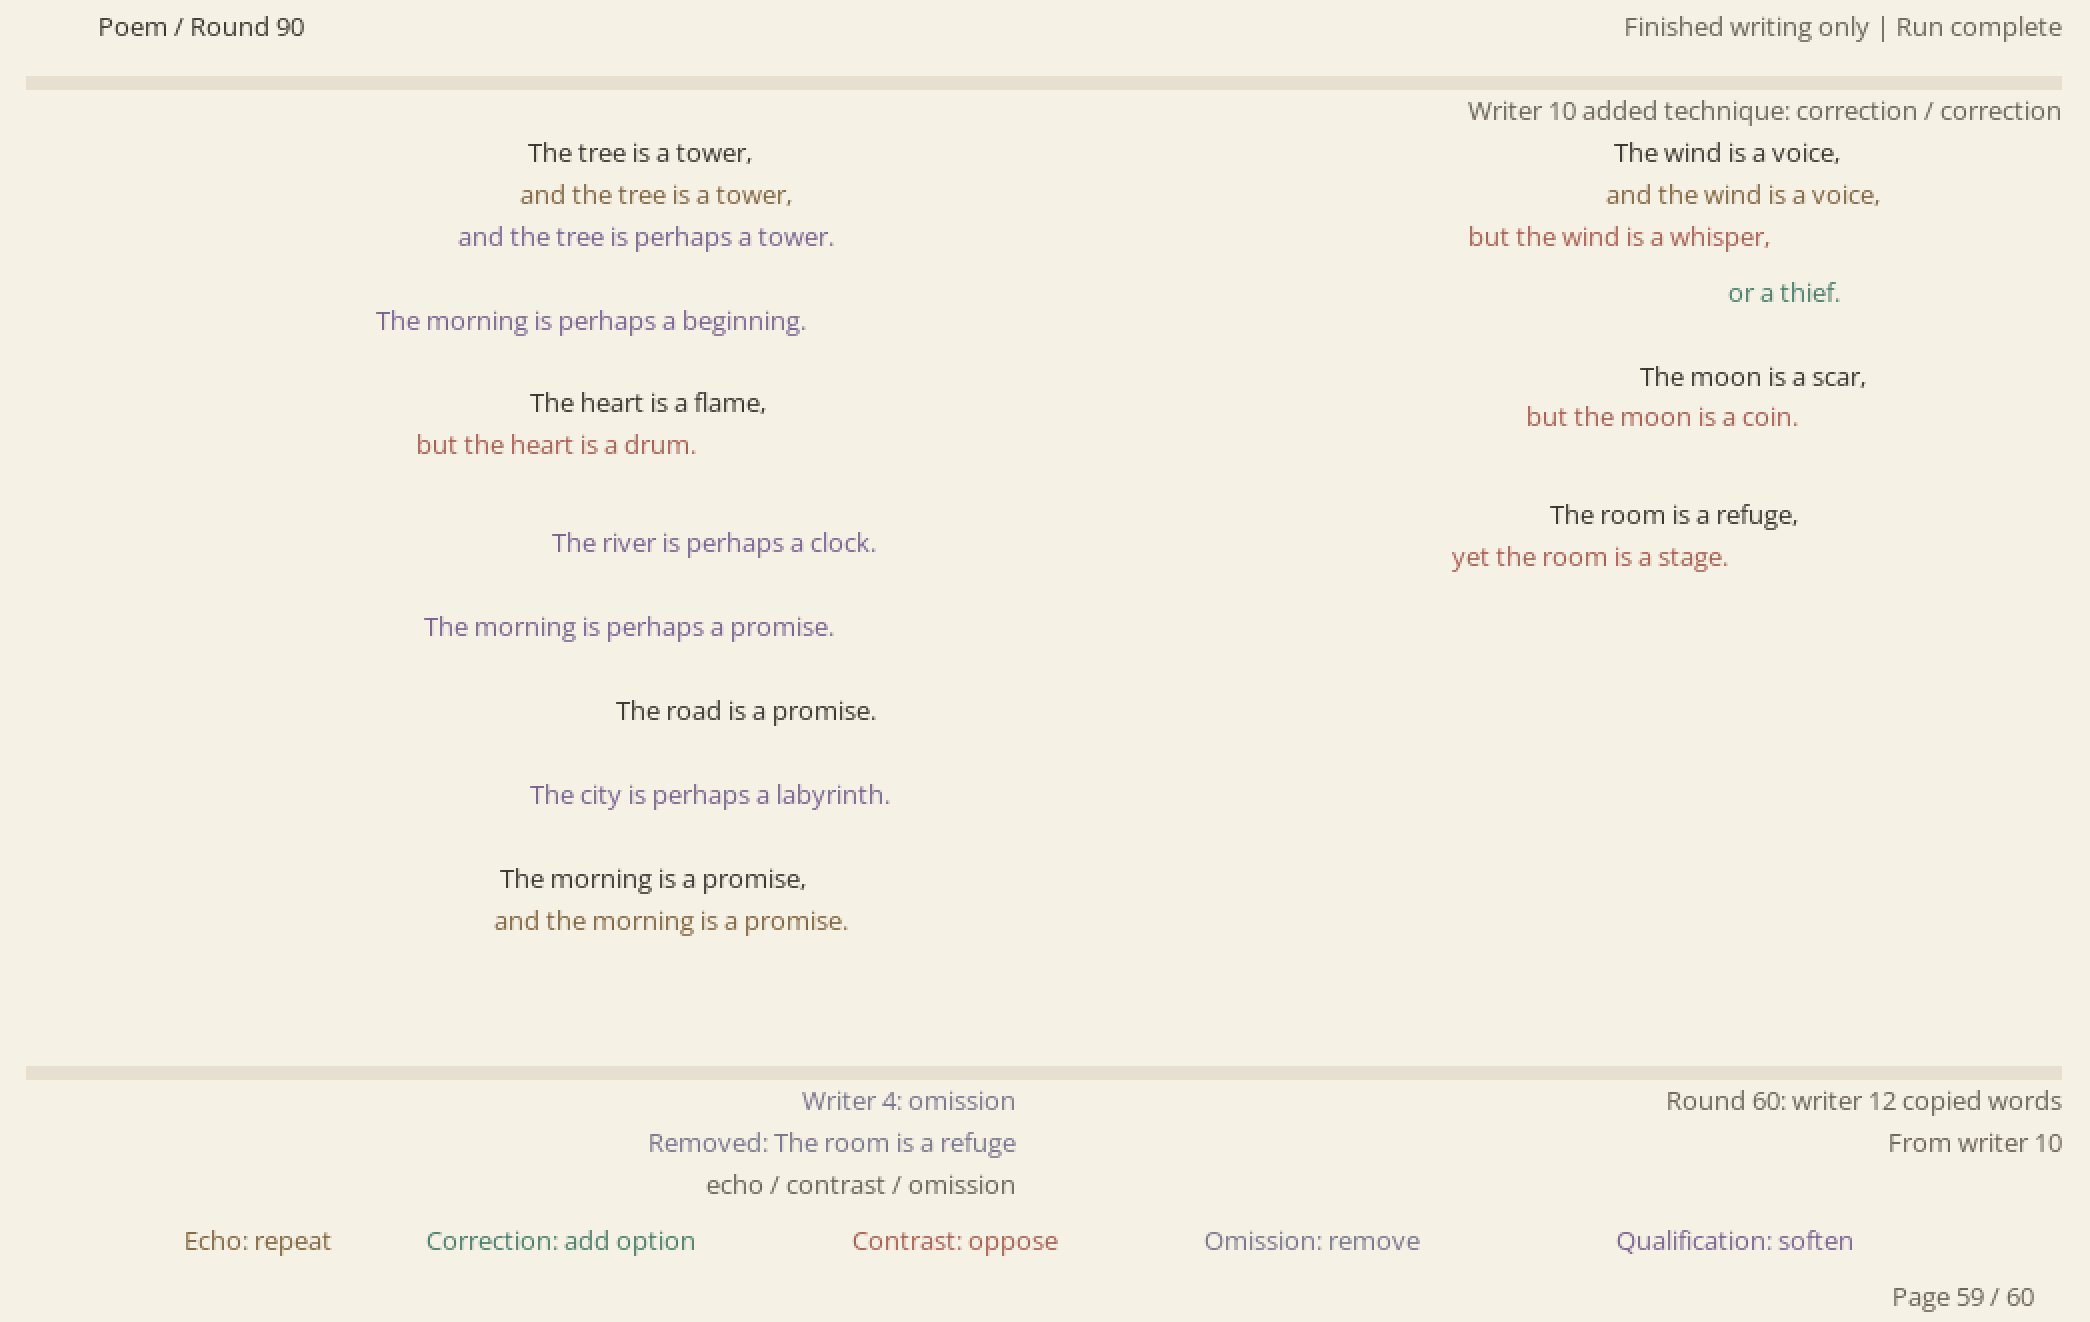 Poem / Round 90
Finished writing only | Run complete
The tree is a tower,
and the tree is a tower,
and the tree is perhaps a tower.
The morning is perhaps a beginning.
The heart is a flame,
but the heart is a drum.
The river is perhaps a clock.
The morning is perhaps a promise.
The road is a promise.
The city is perhaps a labyrinth.
The morning is a promise,
and the morning is a promise.
Writer 10 added technique: correction / correction
The wind is a voice,
and the wind is a voice,
but the wind is a whisper,
or a thief.
The moon is a scar,
but the moon is a coin.
The room is a refuge,
yet the room is a stage.
Writer 4: omission
Removed: The room is a refuge
echo / contrast / omission
Round 60: writer 12 copied words
From writer 10
Echo: repeat
Correction: add option
Contrast: oppose
Omission: remove
Qualification: soften
Page 59 / 60